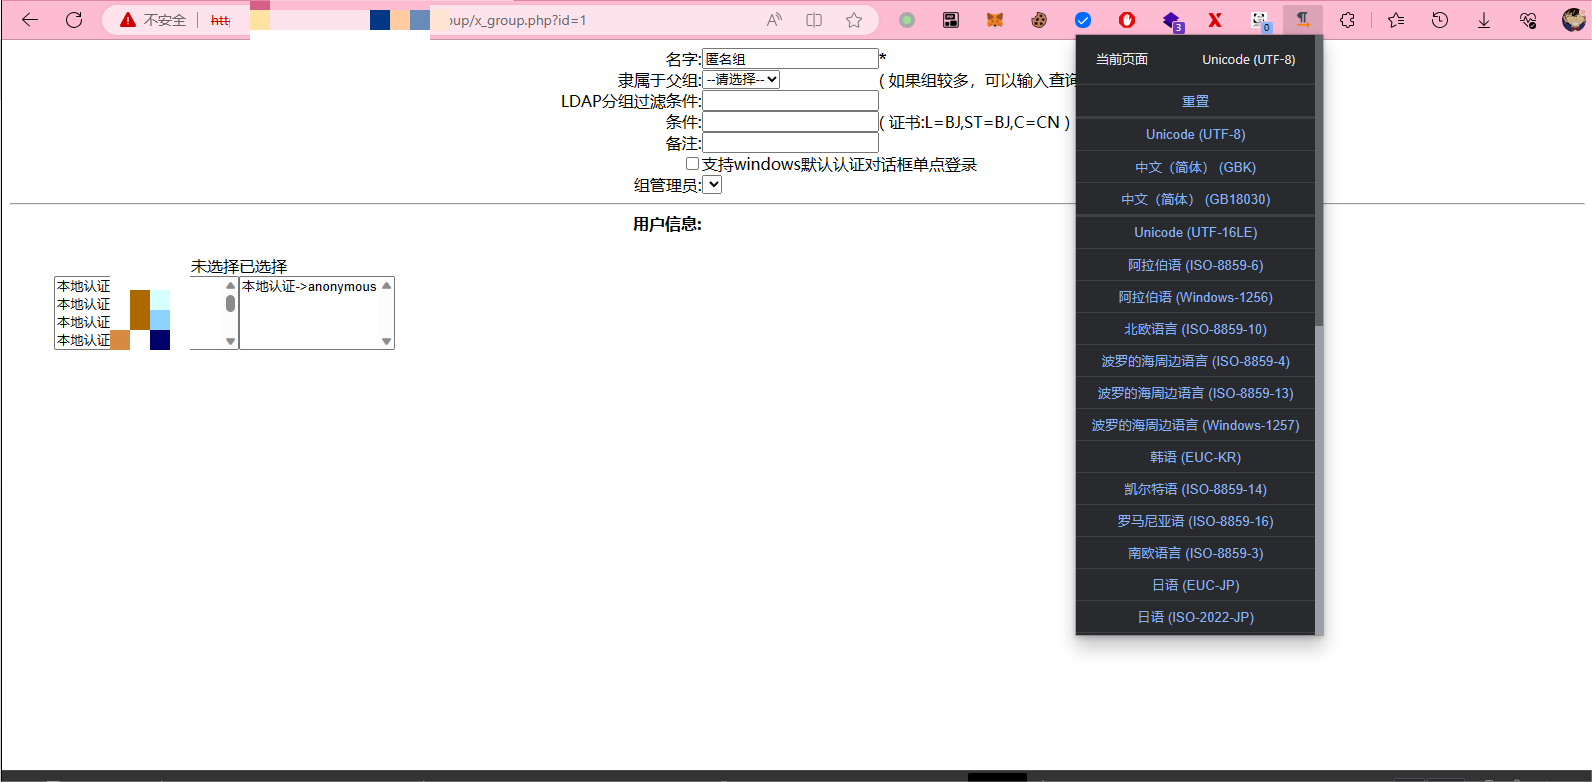 不安全 htt oup/x_group.php?id=1
3
0
名字: 匿名组 *
隶属于父组: --请选择-- ( 如果组较多，可以输入查询
LDAP分组过滤条件:
条件: ( 证书:L=BJ,ST=BJ,C=CN )
备注:
支持windows默认认证对话框单点登录
组管理员:
用户信息:
未选择已选择
本地认证
本地认证
本地认证
本地认证
本地认证->anonymous
当前页面 Unicode (UTF-8)
重置
Unicode (UTF-8)
中文（简体） (GBK)
中文（简体） (GB18030)
Unicode (UTF-16LE)
阿拉伯语 (ISO-8859-6)
阿拉伯语 (Windows-1256)
北欧语言 (ISO-8859-10)
波罗的海周边语言 (ISO-8859-4)
波罗的海周边语言 (ISO-8859-13)
波罗的海周边语言 (Windows-1257)
韩语 (EUC-KR)
凯尔特语 (ISO-8859-14)
罗马尼亚语 (ISO-8859-16)
南欧语言 (ISO-8859-3)
日语 (EUC-JP)
日语 (ISO-2022-JP)